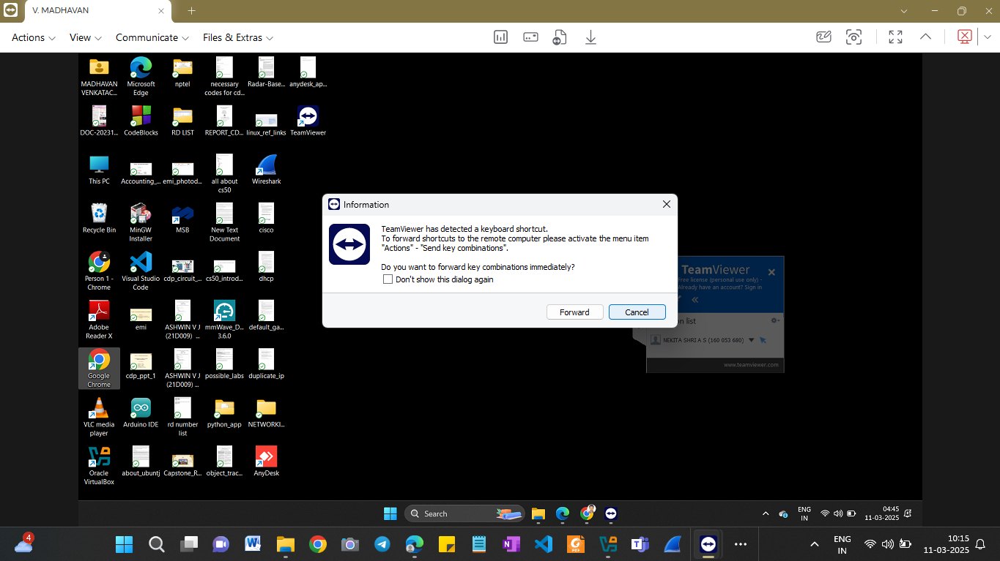 V. MADHAVAN
Actions
View
Communicate
Files & Extras
MADHAVAN
VENKATAC...
Microsoft
Edge
nptel
necessary
codes for cd...
Radar-Base...
anydesk_ap...
DOC-20231...
CodeBlocks
RD LIST
REPORT_CD...
linux_ref_links
TeamViewer
This PC
Accounting_...
emi_photod...
all about
cs50
Wireshark
Recycle Bin
MinGW
Installer
MSB
New Text
Document
cisco
Person 1 -
Chrome
Visual Studio
Code
cdp_circuit_...
cs50_introd...
dhcp
Adobe
Reader X
emi
ASHWIN V J
(21D009) ...
mmWave_D...
3.6.0
default_ga...
Google
Chrome
cdp_ppt_1
ASHWIN V J
(21D009) ...
possible_labs
duplicate_ip
VLC media
player
Arduino IDE
rd number
list
python_app
NETWORKI...
Oracle
VirtualBox
about_ubuntj
Capstone_R...
object_trac...
AnyDesk
Information
TeamViewer has detected a keyboard shortcut.
To forward shortcuts to the remote computer please activate the menu item
"Actions" - "Send key combinations".
Do you want to forward key combinations immediately?
Don't show this dialog again
Forward
Cancel
TeamViewer
Free license (personal use only) -
Already have an account? Sign in
on list
NEKITA SHRI A S (160 053 680)
www.teamviewer.com
Search
ENG
IN
04:45
11-03-2025
4
ENG
IN
10:15
11-03-2025